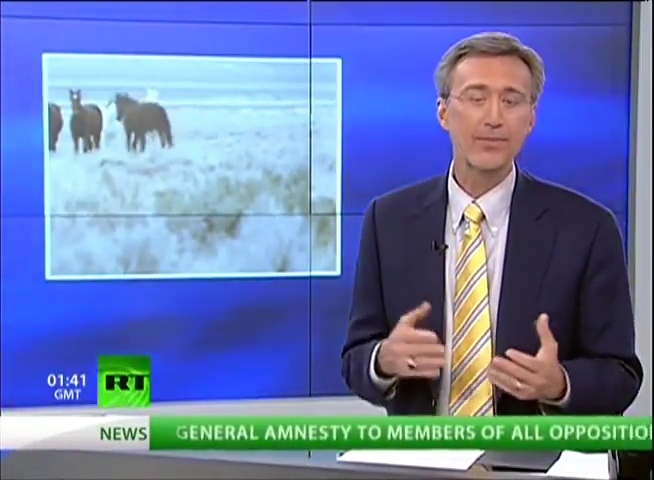 01:41
GMT
RT
NEWS
GENERAL AMNESTY TO MEMBERS OF ALL OPPOSITIO